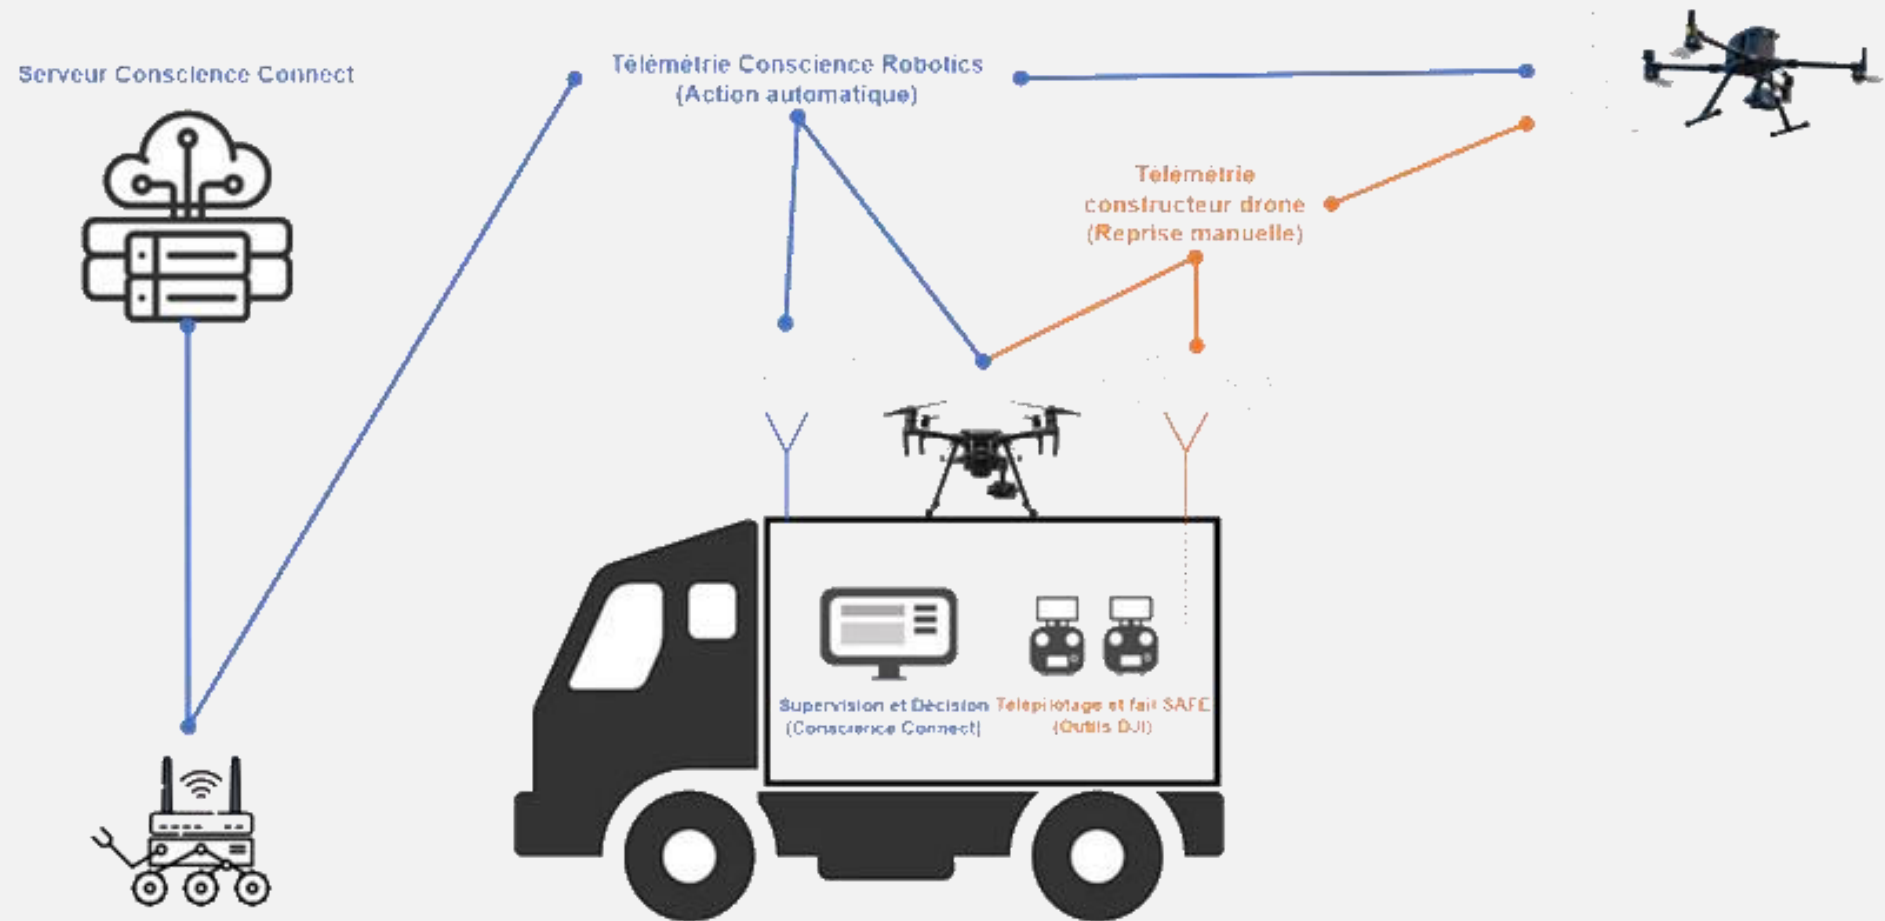 Serveur Conscience Connect
Télémétrie Conscience Robotics
(Action automatique)
Télémétrie
constructeur drone
(Reprise manuelle)
Supervision et Décision
(Conscience Connect)
Télépilotage et fail SAFE
(Outils DJI)